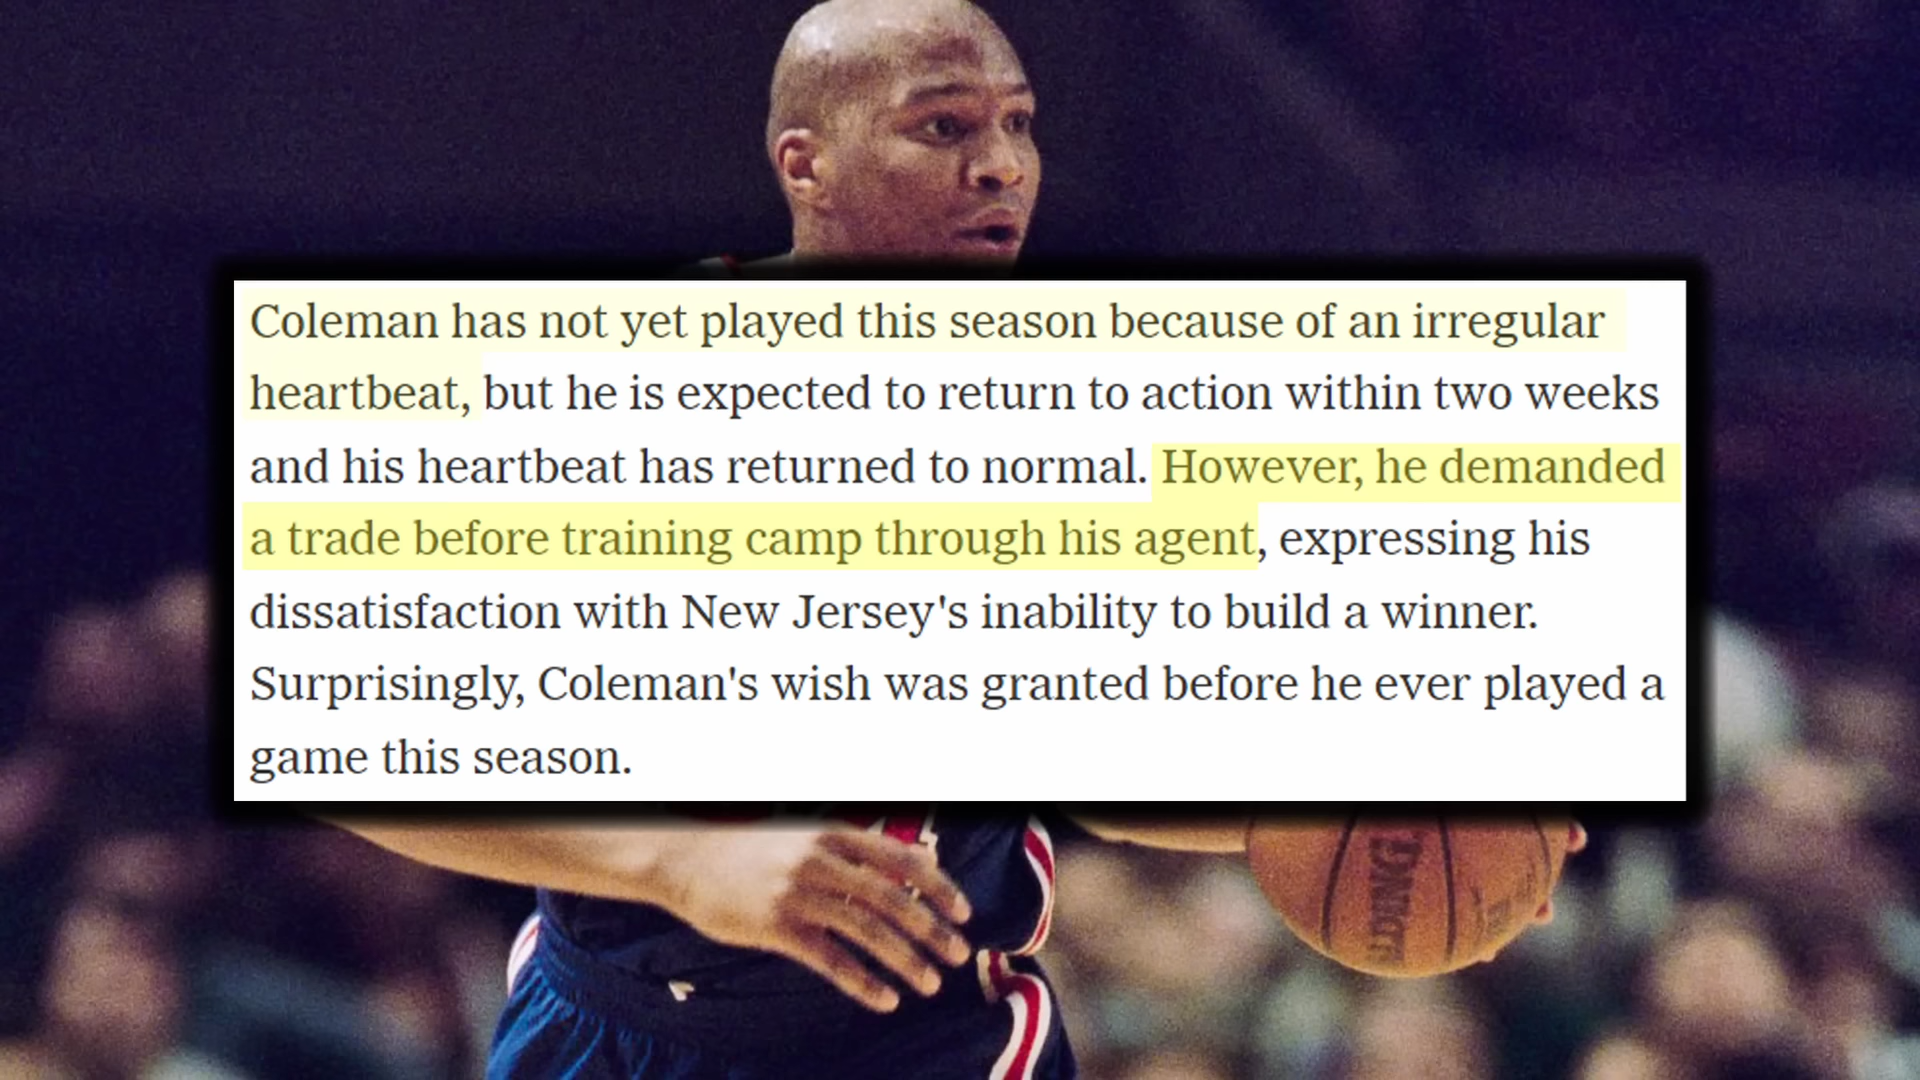 Coleman has not yet played this season because of an irregular
heartbeat, but he is expected to return to action within two weeks
and his heartbeat has returned to normal. However, he demanded
a trade before training camp through his agent, expressing his
dissatisfaction with New Jersey's inability to build a winner.
Surprisingly, Coleman's wish was granted before he ever played a
game this season.
SPALDING